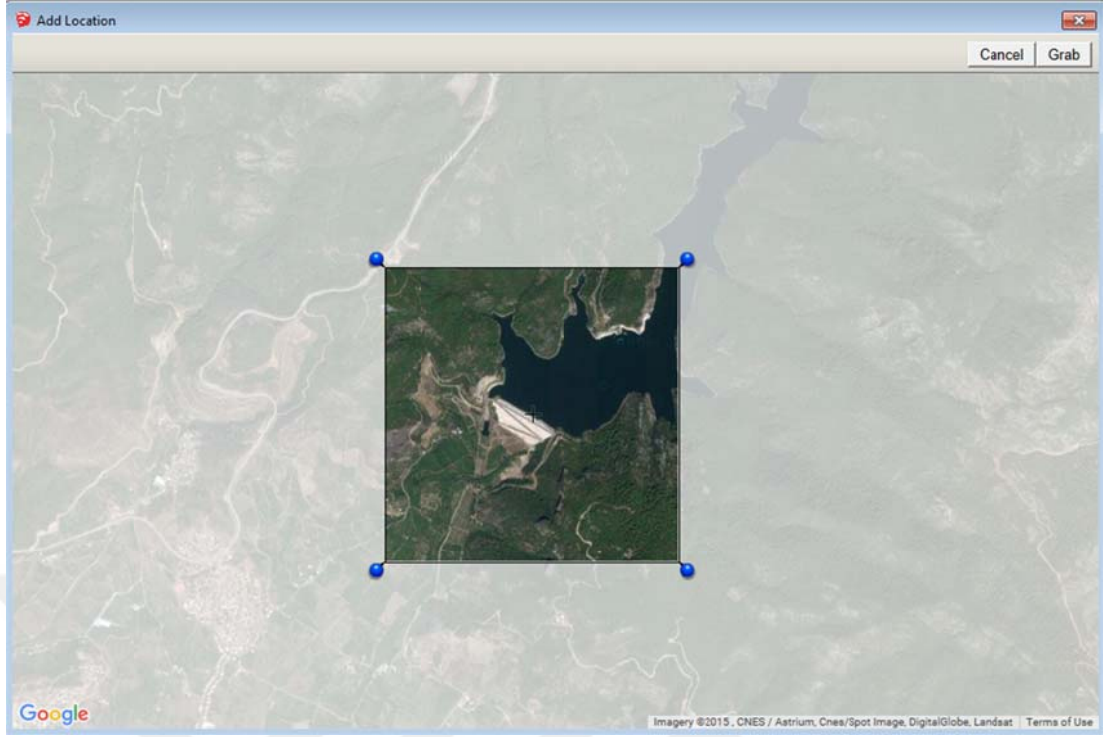 Add Location
Cancel Grab
Google
Imagery ©2015 , CNES / Astrium, Cnes/Spot Image, DigitalGlobe, Landsat Terms of Use